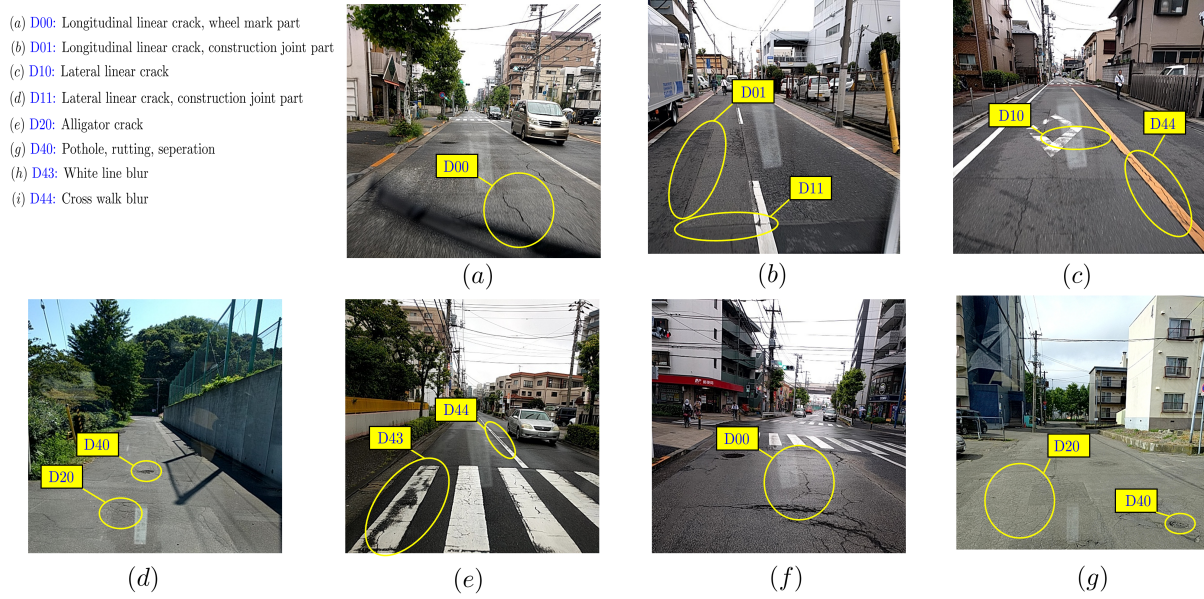 (a) D00: Longitudinal linear crack, wheel mark part
(b) D01: Longitudinal linear crack, construction joint part
(c) D10: Lateral linear crack
(d) D11: Lateral linear crack, construction joint part
(e) D20: Alligator crack
(g) D40: Pothole, rutting, seperation
(h) D43: White line blur
(i) D44: Cross walk blur
D00
(a)
D01
D11
(b)
D10
D44
(c)
D40
D20
(d)
D44
D43
(e)
D00
(f)
D20
D40
(g)